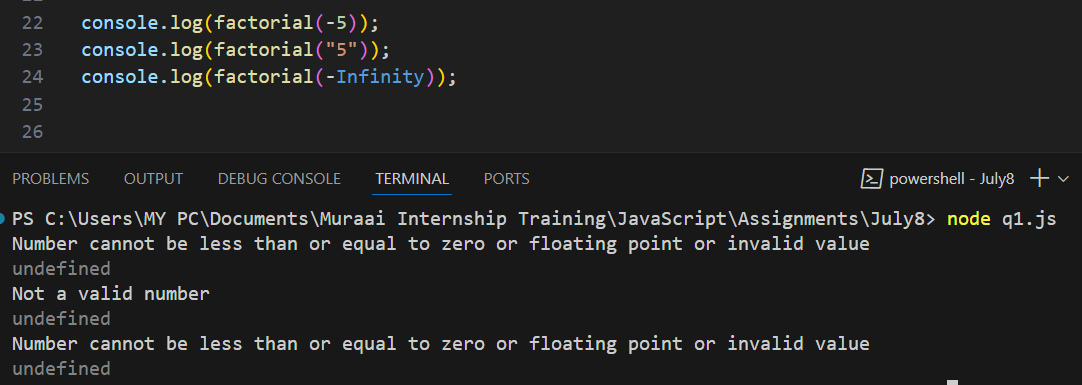 22 console.log(factorial(-5));
23 console.log(factorial("5"));
24 console.log(factorial(-Infinity));
25
26
PROBLEMS OUTPUT DEBUG CONSOLE TERMINAL PORTS powershell - July8
PS C:\Users\MY PC\Documents\Muraai Internship Training\JavaScript\Assignments\July8> node q1.js
Number cannot be less than or equal to zero or floating point or invalid value
undefined
Not a valid number
undefined
Number cannot be less than or equal to zero or floating point or invalid value
undefined